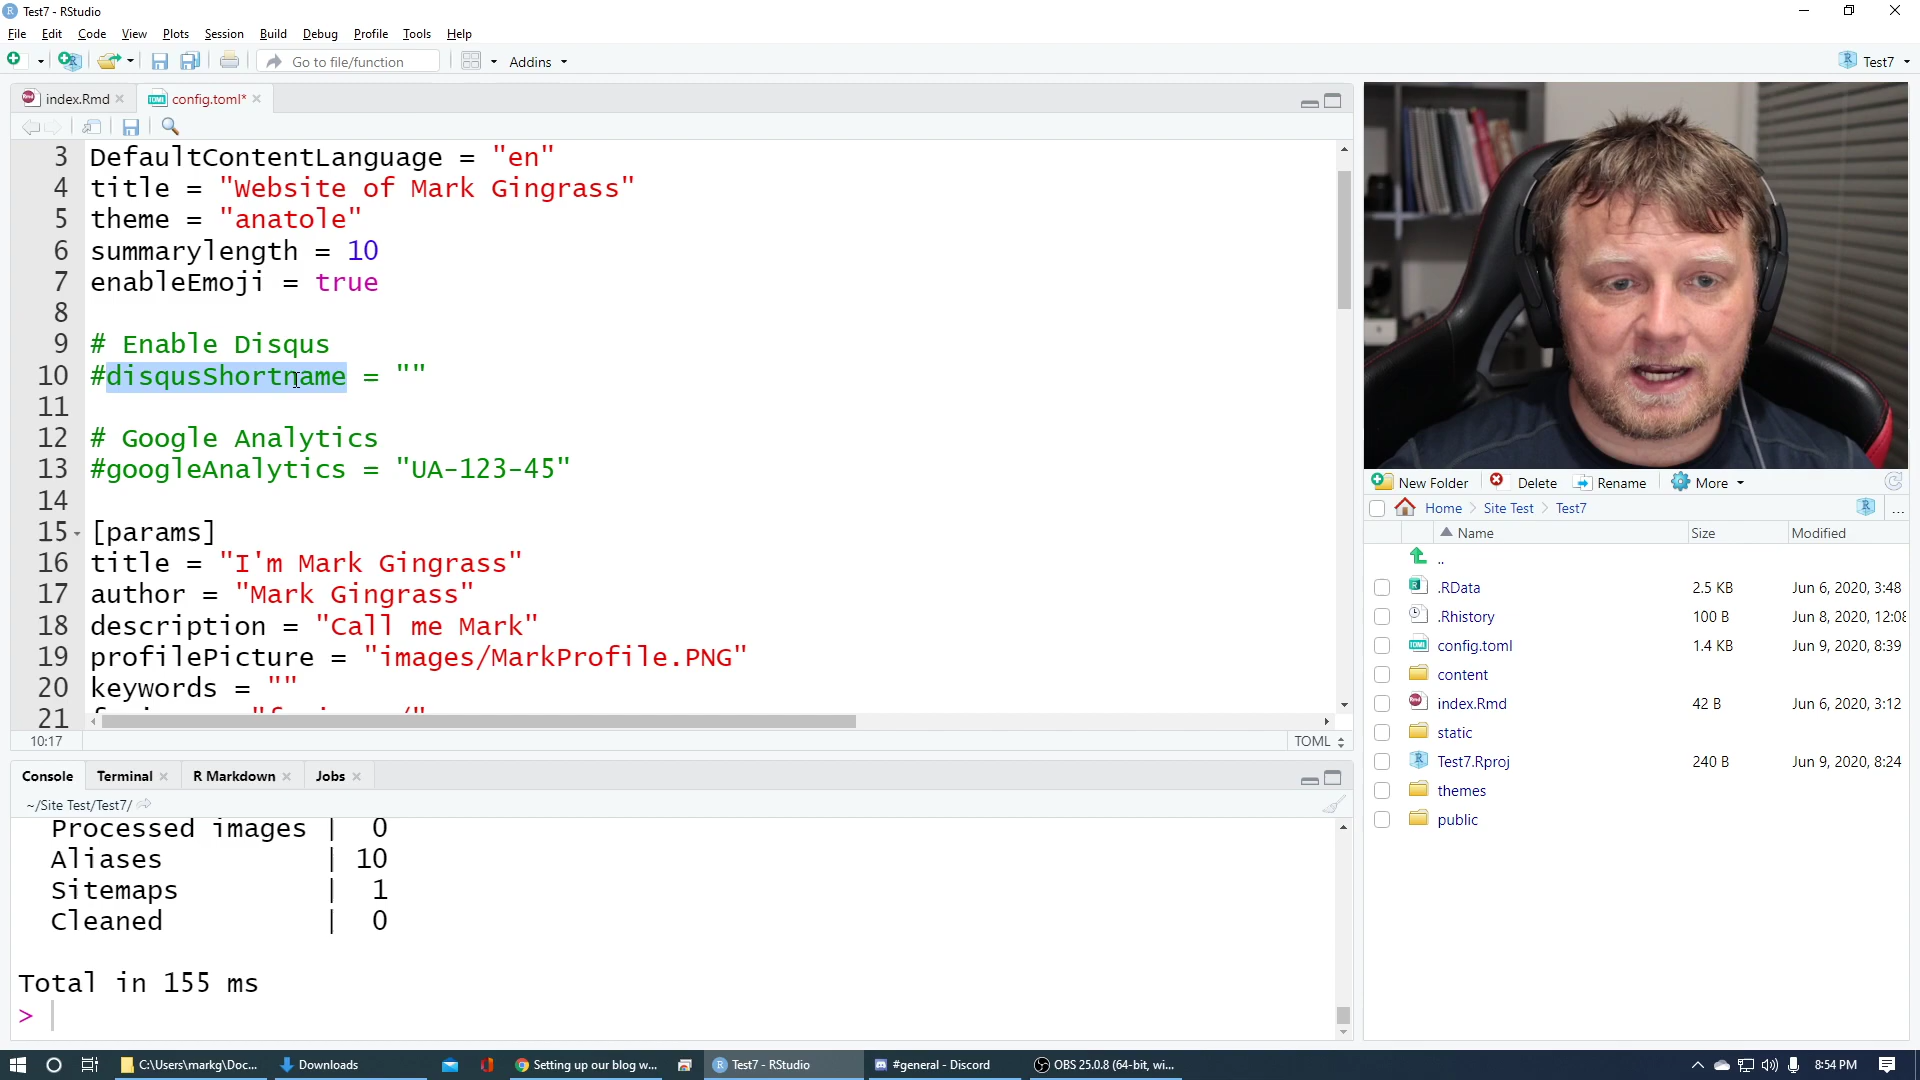 Test7 - RStudio
File Edit Code View Plots Session Build Debug Profile Tools Help
Go to file/function Addins Test7
index.Rmd config.toml*
3 DefaultContentLanguage = "en"
4 title = "Website of Mark Gingrass"
5 theme = "anatole"
6 summarylength = 10
7 enableEmoji = true
8
9 # Enable Disqus
10 #disqusShortname = ""
11
12 # Google Analytics
13 #googleAnalytics = "UA-123-45"
14
15 [params]
16 title = "I'm Mark Gingrass"
17 author = "Mark Gingrass"
18 description = "Call me Mark"
19 profilePicture = "images/MarkProfile.PNG"
20 keywords = ""
21
10:17 TOML
Console Terminal R Markdown Jobs
~/Site Test/Test7/
Processed images | 0
Aliases | 10
Sitemaps | 1
Cleaned | 0
Total in 155 ms
>
New Folder Delete Rename More
Home Site Test Test7 ...
Name Size Modified
..
.RData 2.5 KB Jun 6, 2020, 3:48
.Rhistory 100 B Jun 8, 2020, 12:08
config.toml 1.4 KB Jun 9, 2020, 8:39
content
index.Rmd 42 B Jun 6, 2020, 3:12
static
Test7.Rproj 240 B Jun 9, 2020, 8:24
themes
public
C:\Users\markg\Doc... Downloads Setting up our blog w... Test7 - RStudio #general - Discord OBS 25.0.8 (64-bit, wi... 8:54 PM